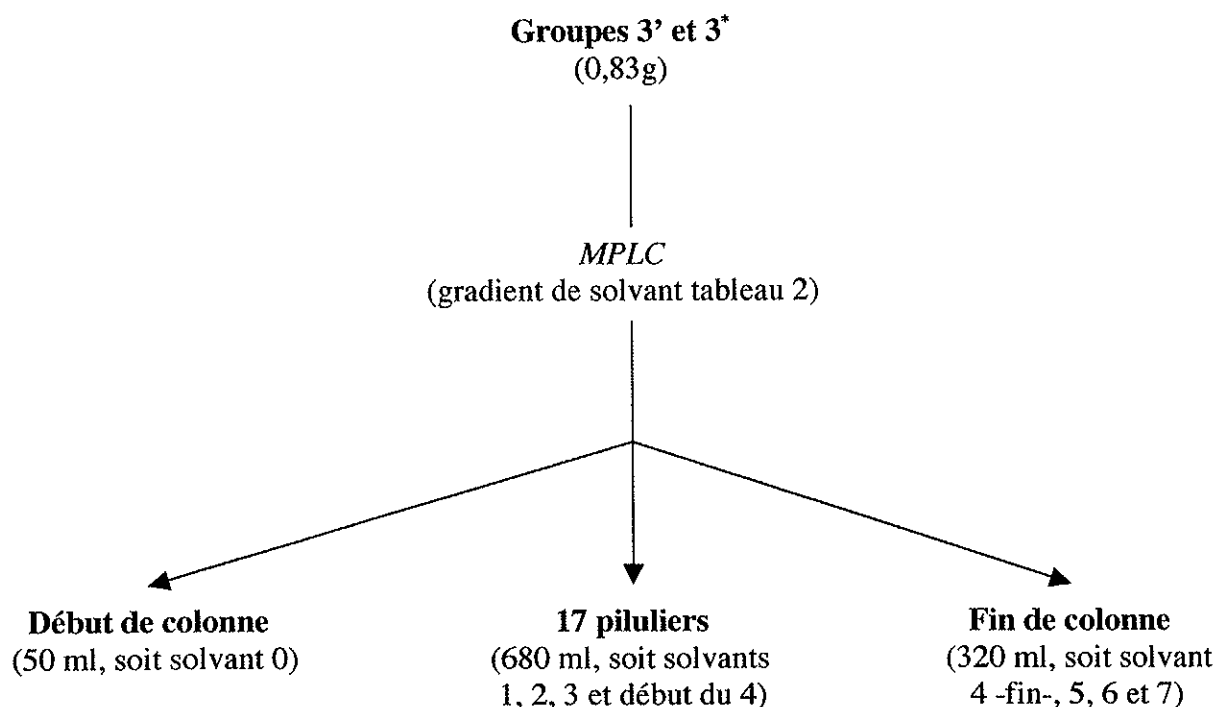 Groupes 3’ et 3*
(0,83g)
MPLC
(gradient de solvant tableau 2)
Début de colonne
(50 ml, soit solvant 0)
17 piluliers
(680 ml, soit solvants
1, 2, 3 et début du 4)
Fin de colonne
(320 ml, soit solvant
4 -fin-, 5, 6 et 7)